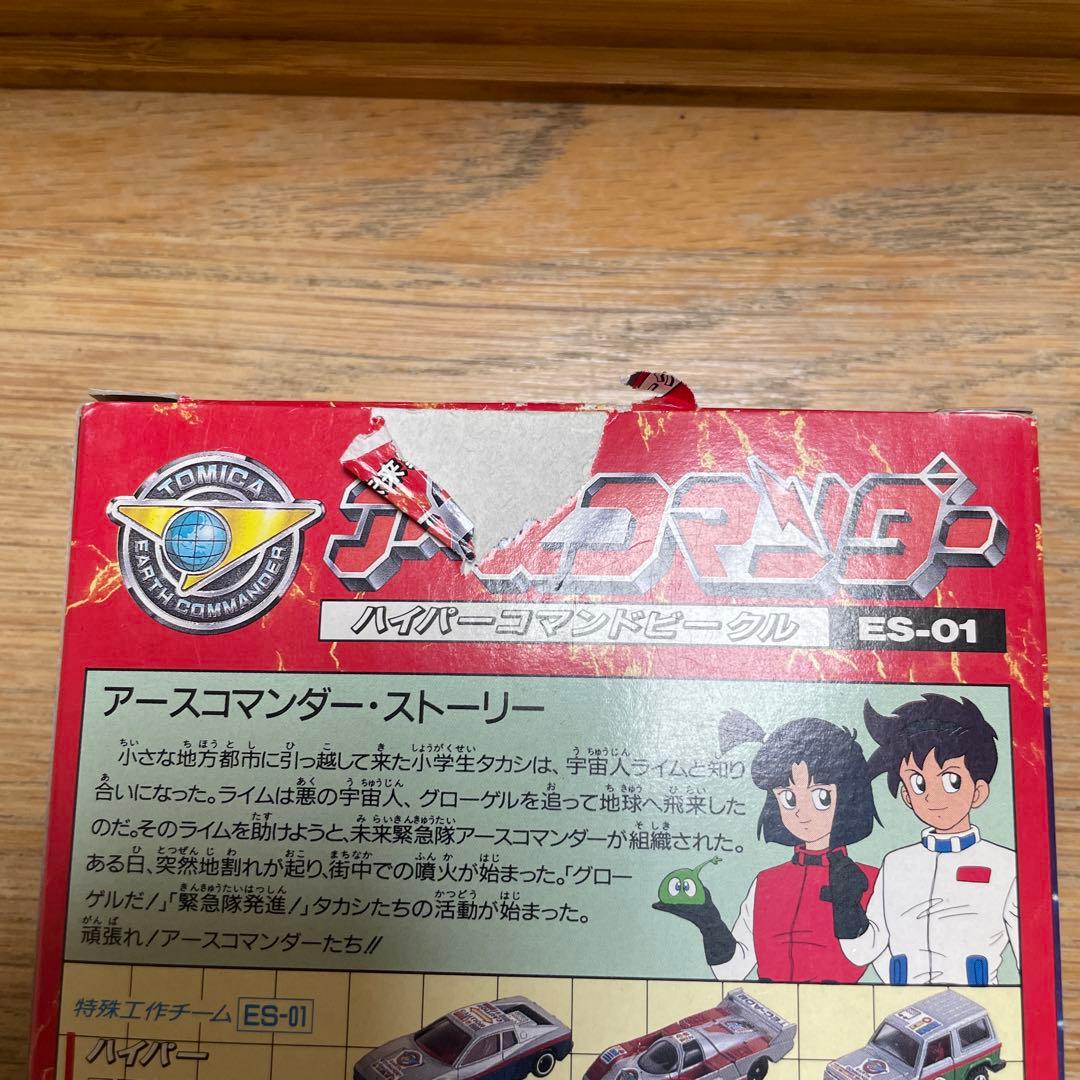 TOMICA
EARTH COMMANDER
コマンダー
ハイパーコマンドビークル
ES-01
アースコマンダー・ストーリー
小さな地方都市に引っ越して来た小学生タカシは、宇宙人ライムと知り
合いになった。ライムは悪の宇宙人、グローゲルを追って地球へ飛来した
のだ。そのライムを助けようと、未来緊急隊アースコマンダーが組織された。
ある日、突然地割れが起り、街中での噴火が始まった。「グロー
ゲルだ!」「緊急隊発進!」タカシたちの活動が始まった。
頑張れ!アースコマンダーたち!!
特殊工作チーム ES-01
ハイパー